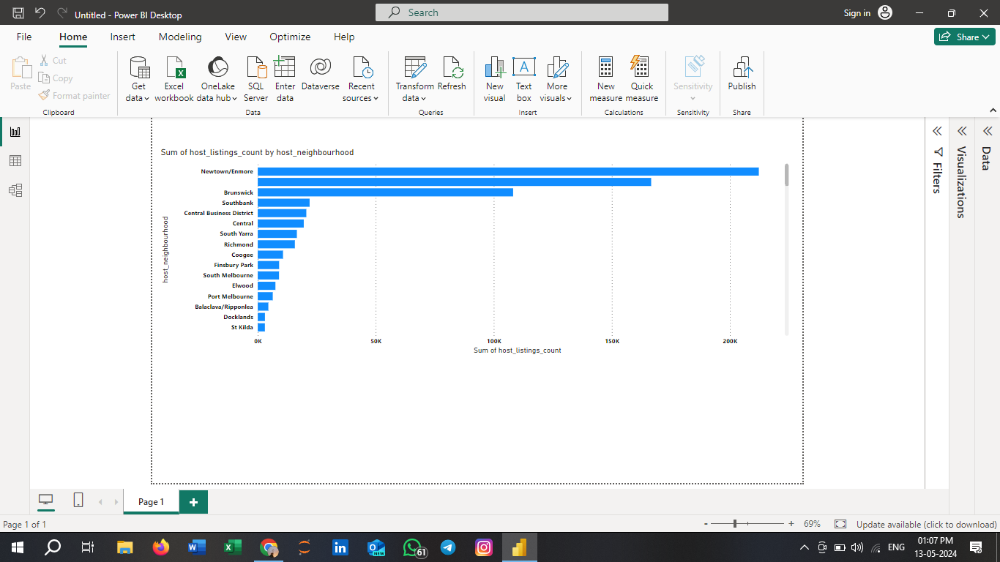 Untitled - Power BI Desktop
Search
Sign in
File Home Insert Modeling View Optimize Help
Share
Paste
Cut
Copy
Format painter
Clipboard
Get data
Excel workbook
OneLake data hub
SQL Server
Enter data
Dataverse
Recent sources
Data
Transform data
Refresh
Queries
New visual
Text box
More visuals
Insert
New measure
Quick measure
Calculations
Sensitivity
Sensitivity
Publish
Share
Sum of host_listings_count by host_neighbourhood
host_neighbourhood
Newtown/Enmore
Brunswick
Southbank
Central Business District
Central
South Yarra
Richmond
Coogee
Finsbury Park
South Melbourne
Elwood
Port Melbourne
Balaclava/Ripponlea
Docklands
St Kilda
0K 50K 100K 150K 200K
Sum of host_listings_count
Filters
Visualizations
Data
Page 1
Page 1 of 1
- + 69%
Update available (click to download)
61
NEW
ENG
01:07 PM
13-05-2024